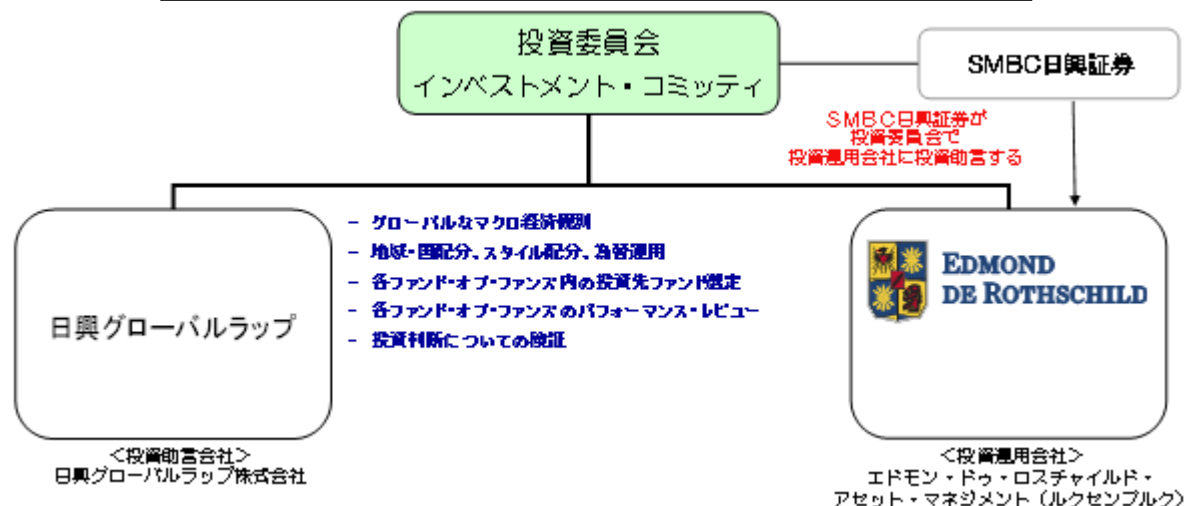 投資委員会
インベストメント・コミッティ
SMBC日興証券
SMBC日興証券が
投資委員会で
投資運用会社に投資助言する
日興グローバルラップ
－ グローバルなマクロ経済観測
－ 地域・国配分、スタイル配分、為替運用
－ 各ファンド・オブ・ファンズ内の投資先ファンド選定
－ 各ファンド・オブ・ファンズのパフォーマンス・レビュー
－ 投資判断についての検証
EDMOND
DE ROTHSCHILD
＜投資助言会社＞
日興グローバルラップ株式会社
＜投資運用会社＞
エドモン・ドゥ・ロスチャイルド・
アセット・マネジメント（ルクセンブルク）